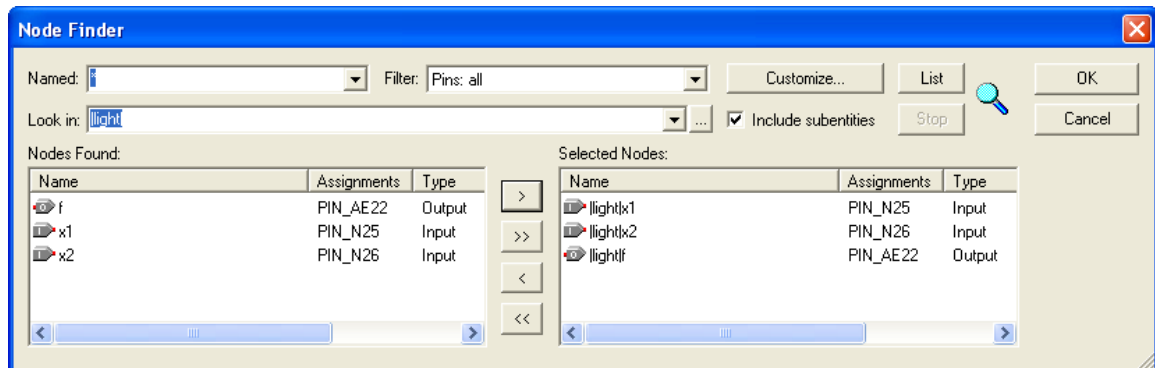 Node Finder
Named: * Filter: Pins: all Customize... List OK
Look in: |light| ... Include subentities Stop Cancel
Nodes Found: Selected Nodes:
Name Assignments Type > Name Assignments Type
f PIN_AE22 Output |light|x1 PIN_N25 Input
x1 PIN_N25 Input >> |light|x2 PIN_N26 Input
x2 PIN_N26 Input |light|f PIN_AE22 Output
<
<<